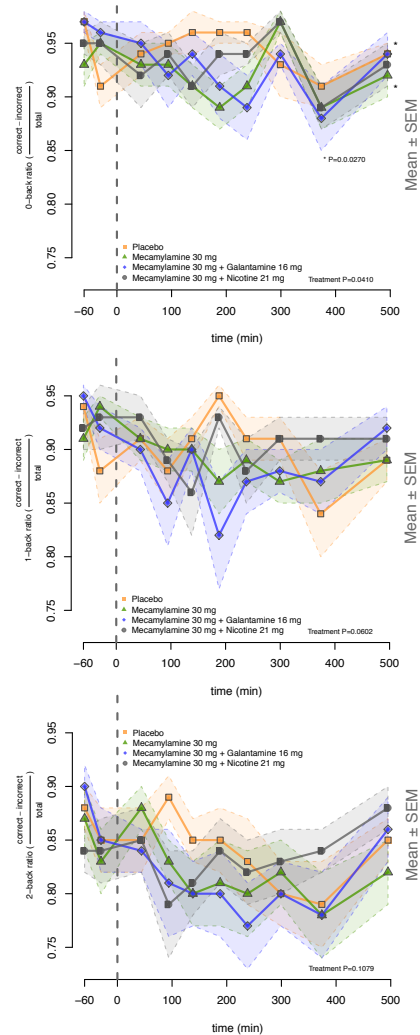 0.95
0.90
0.85
0.75
0−back ratio ( correct − incorrect / total )
*
*
* P=0.0.0270
Mean ± SEM
Placebo
Mecamylamine 30 mg
Mecamylamine 30 mg + Galantamine 16 mg
Mecamylamine 30 mg + Nicotine 21 mg
Treatment P=0.0410
−60 0 100 200 300 400 500
time (min)
0.95
0.90
0.85
0.80
0.75
1−back ratio ( correct − incorrect / total )
Mean ± SEM
Placebo
Mecamylamine 30 mg
Mecamylamine 30 mg + Galantamine 16 mg
Mecamylamine 30 mg + Nicotine 21 mg
Treatment P=0.0602
−60 0 100 200 300 400 500
time (min)
0.95
0.90
0.85
0.80
0.75
2−back ratio ( correct − incorrect / total )
Mean ± SEM
Placebo
Mecamylamine 30 mg
Mecamylamine 30 mg + Galantamine 16 mg
Mecamylamine 30 mg + Nicotine 21 mg
Treatment P=0.1079
−60 0 100 200 300 400 500
time (min)